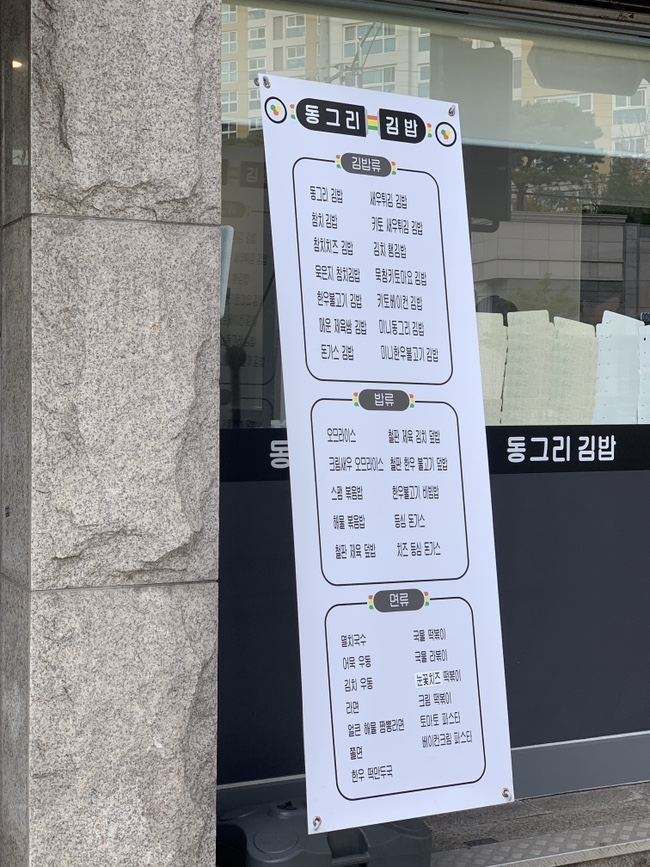 동그리 김밥
김밥류
동그리 김밥 새우튀김 김밥
참치 김밥 키토 새우튀김 김밥
참치치즈 김밥 김치 햄김밥
묵은지 참치김밥 묵참키토마요 김밥
한우불고기 김밥 키토베이컨 김밥
매운 제육쌈 김밥 미니동그리 김밥
돈가스 김밥 미니한우불고기 김밥
밥류
오므라이스 철판 제육 김치 덮밥
크림새우 오므라이스 철판 한우 불고기 덮밥
스팸 볶음밥 한우불고기 비빔밥
해물 볶음밥 등심 돈가스
철판 제육 덮밥 치즈 등심 돈가스
면류
멸치국수 국물 떡볶이
어묵 우동 국물 라볶이
김치 우동 눈꽃치즈 떡볶이
라면 크림 떡볶이
얼큰 해물 짬뽕라면 토마토 파스타
쫄면 베이컨크림 파스타
한우 떡만두국
동
동그리 김밥